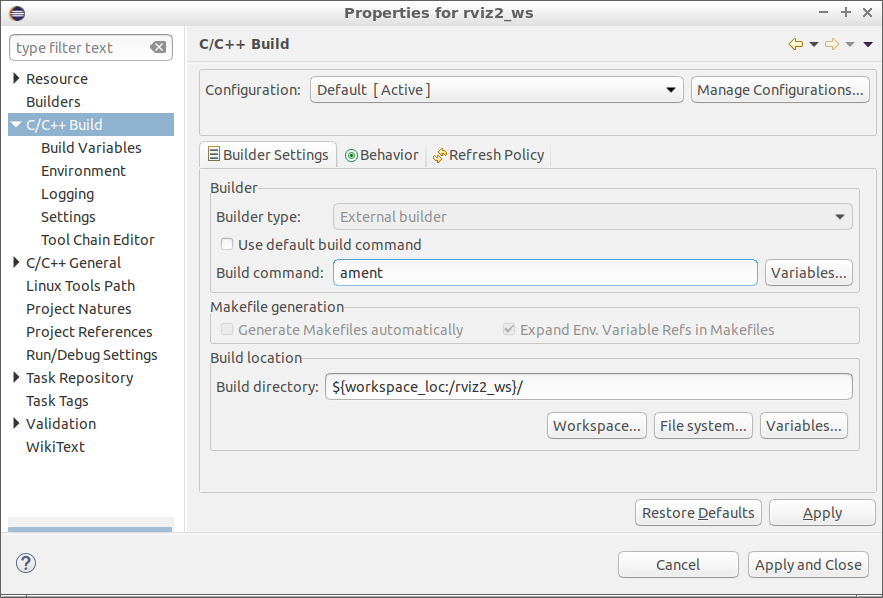 Properties for rviz2_ws
type filter text
Resource
Builders
C/C++ Build
Build Variables
Environment
Logging
Settings
Tool Chain Editor
C/C++ General
Linux Tools Path
Project Natures
Project References
Run/Debug Settings
Task Repository
Task Tags
Validation
WikiText
C/C++ Build
Configuration: Default [ Active ] Manage Configurations...
Builder Settings Behavior Refresh Policy
Builder
Builder type: External builder
Use default build command
Build command: ament Variables...
Makefile generation
Generate Makefiles automatically Expand Env. Variable Refs in Makefiles
Build location
Build directory: ${workspace_loc:/rviz2_ws}/
Workspace... File system... Variables...
Restore Defaults Apply
? Cancel Apply and Close